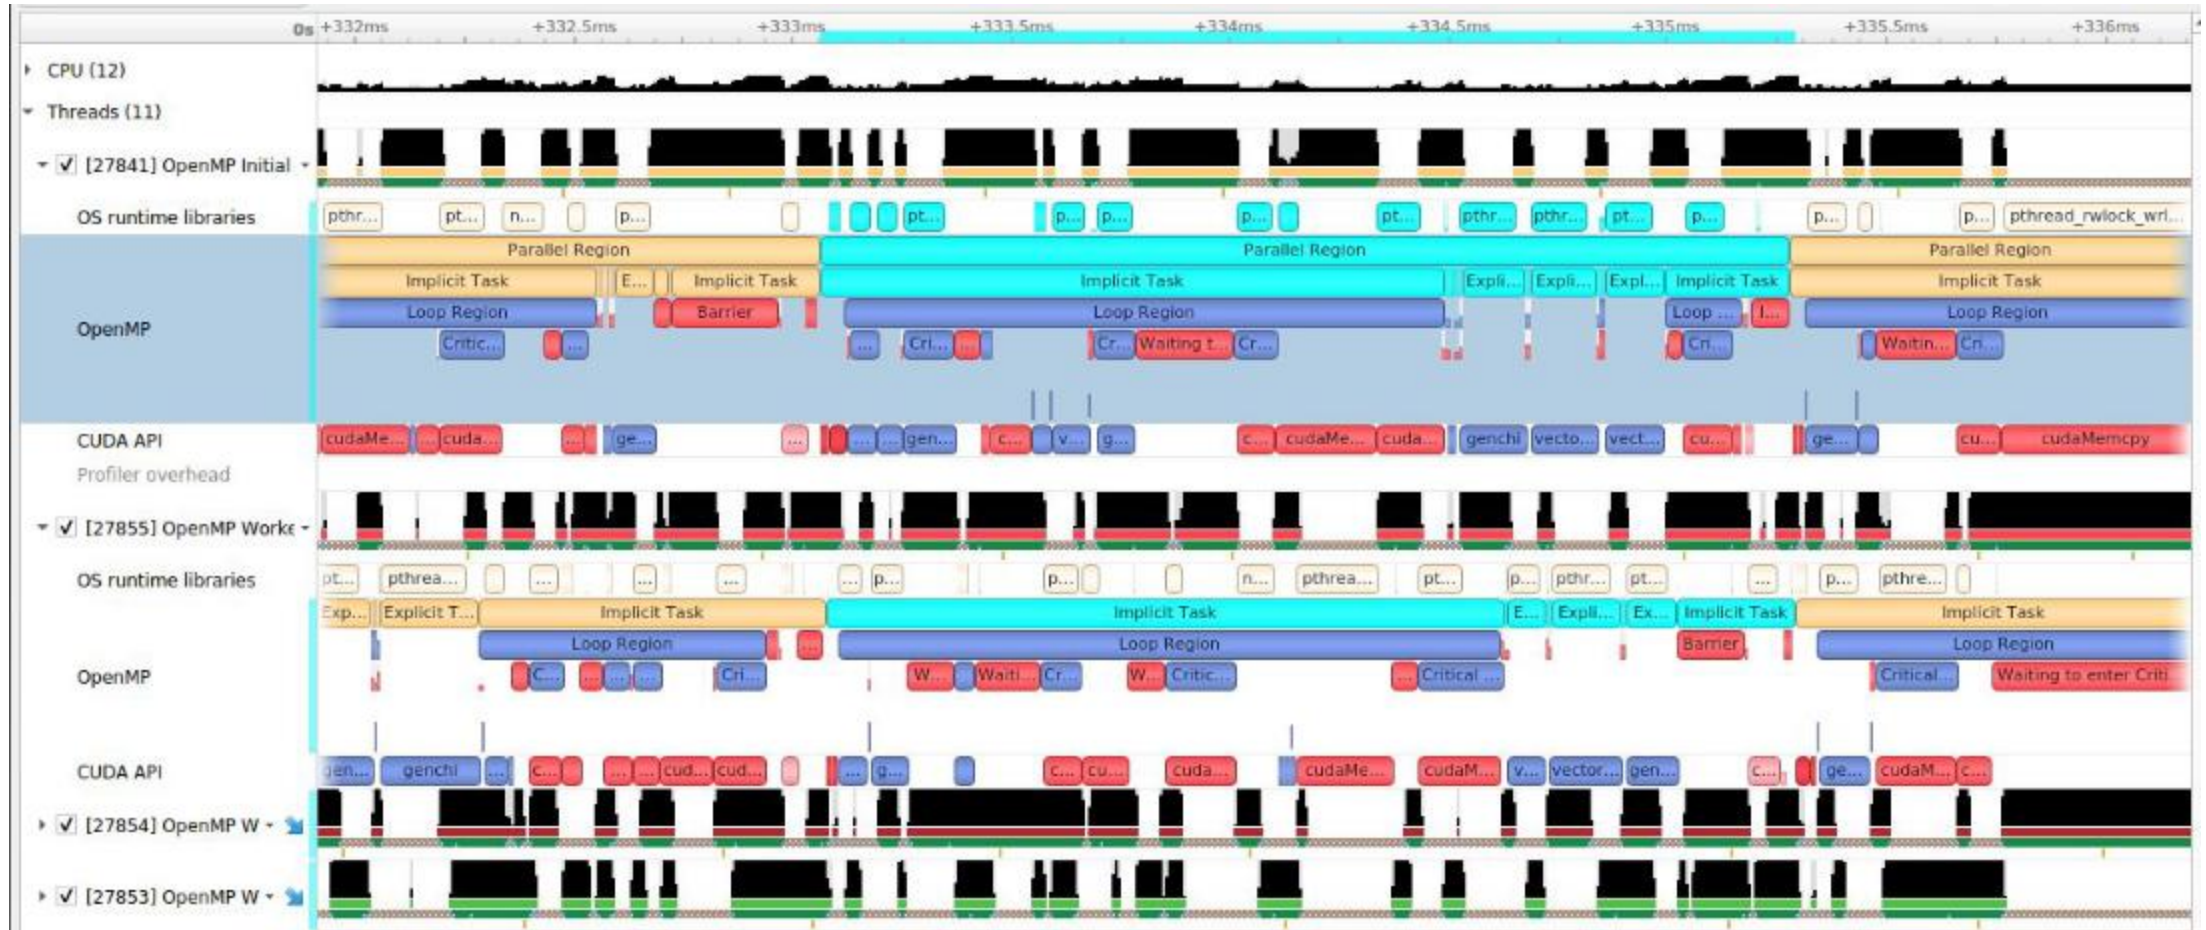 0s +332ms +332.5ms +333ms +333.5ms +334ms +334.5ms +335ms +335.5ms +336ms
CPU (12)
Threads (11)
[27841] OpenMP Initial
OS runtime libraries pthr... pt... n... p... pt... p... p... p... pt... pthr... pthr... pt... p... p... p... pthread_rwlock_wrl...
Parallel Region Parallel Region Parallel Region
Implicit Task E... Implicit Task Implicit Task Expli... Expli... Expl... Implicit Task Implicit Task
Loop Region Barrier Loop Region Loop ... I... Loop Region
OpenMP
Critic... ... ... Cri... ... Cr... Waiting t... Cr... Cri... Waitin... Cri...
CUDA API cudaMe... ... cuda... ... ge... ... ... ... gen... c... v... g... c... cudaMe... cuda... genchi vecto... vect... cu... ge... cu... cudaMemcpy
Profiler overhead
[27855] OpenMP Worke
OS runtime libraries pt... pthrea... ... ... ... ... p... p... n... pthrea... pt... p... pthr... pt... ... p... pthre...
Exp... Explicit T... Implicit Task Implicit Task E... Expli... Ex... Implicit Task Implicit Task
Loop Region ... Loop Region Barrier Loop Region
OpenMP C... ... ... ... Cri... W... Waiti... Cr... W... Critic... ... Critical ... Critical... Waiting to enter Criti
CUDA API gen... genchi ... c... ... ... cud... cud... ... g... c... cu... cuda... cudaMe... cudaM... v... vector... gen... c... ge... cudaM... c...
[27854] OpenMP W
[27853] OpenMP W